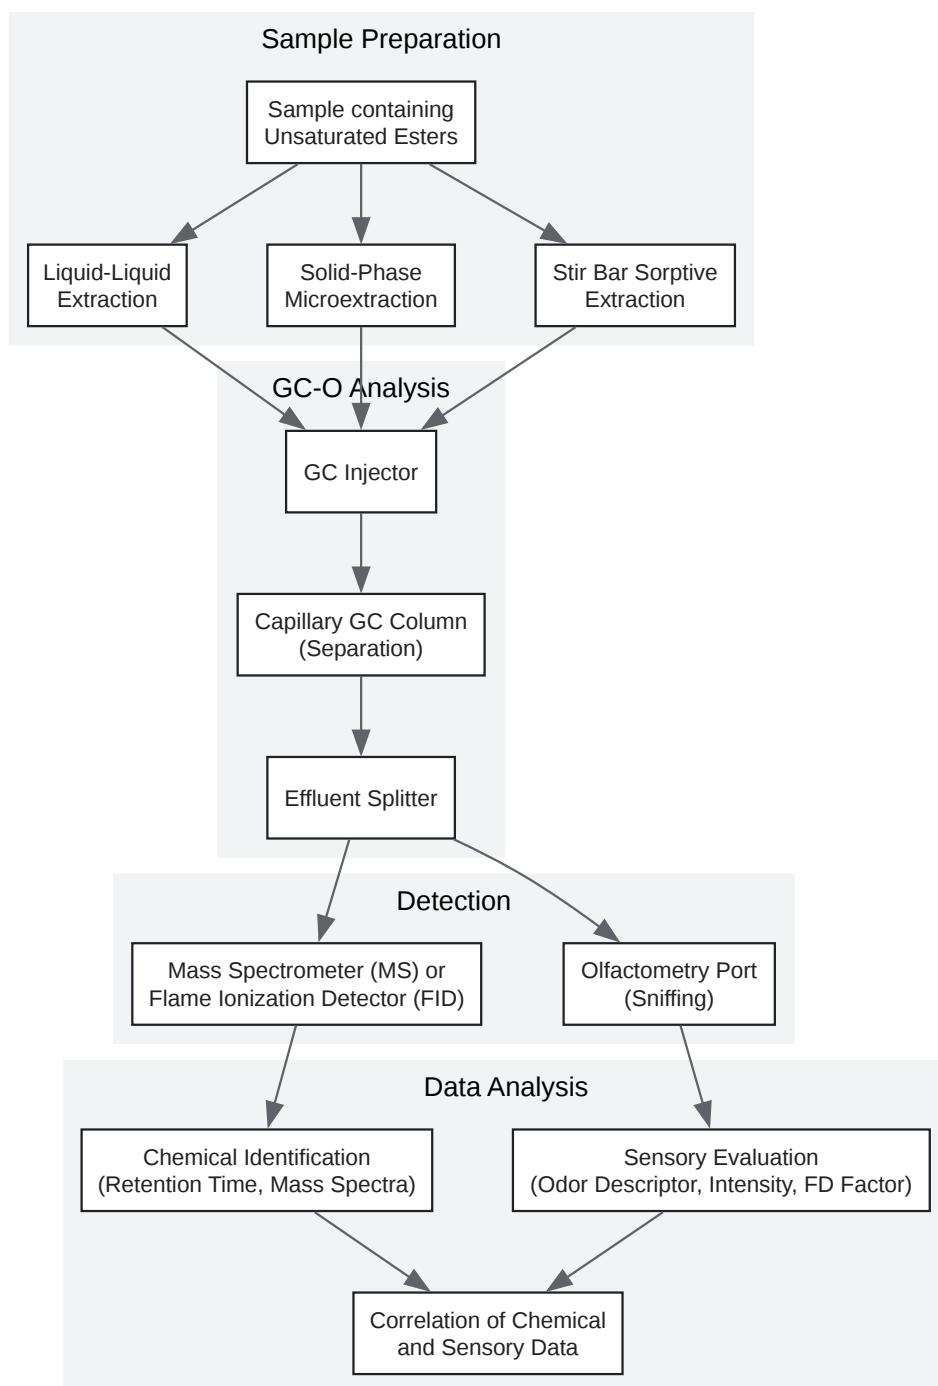 Sample Preparation
Sample containing
Unsaturated Esters
Liquid-Liquid
Extraction
Solid-Phase
Microextraction
Stir Bar Sorptive
Extraction
GC-O Analysis
GC Injector
Capillary GC Column
(Separation)
Effluent Splitter
Detection
Mass Spectrometer (MS) or
Flame Ionization Detector (FID)
Olfactometry Port
(Sniffing)
Data Analysis
Chemical Identification
(Retention Time, Mass Spectra)
Sensory Evaluation
(Odor Descriptor, Intensity, FD Factor)
Correlation of Chemical
and Sensory Data